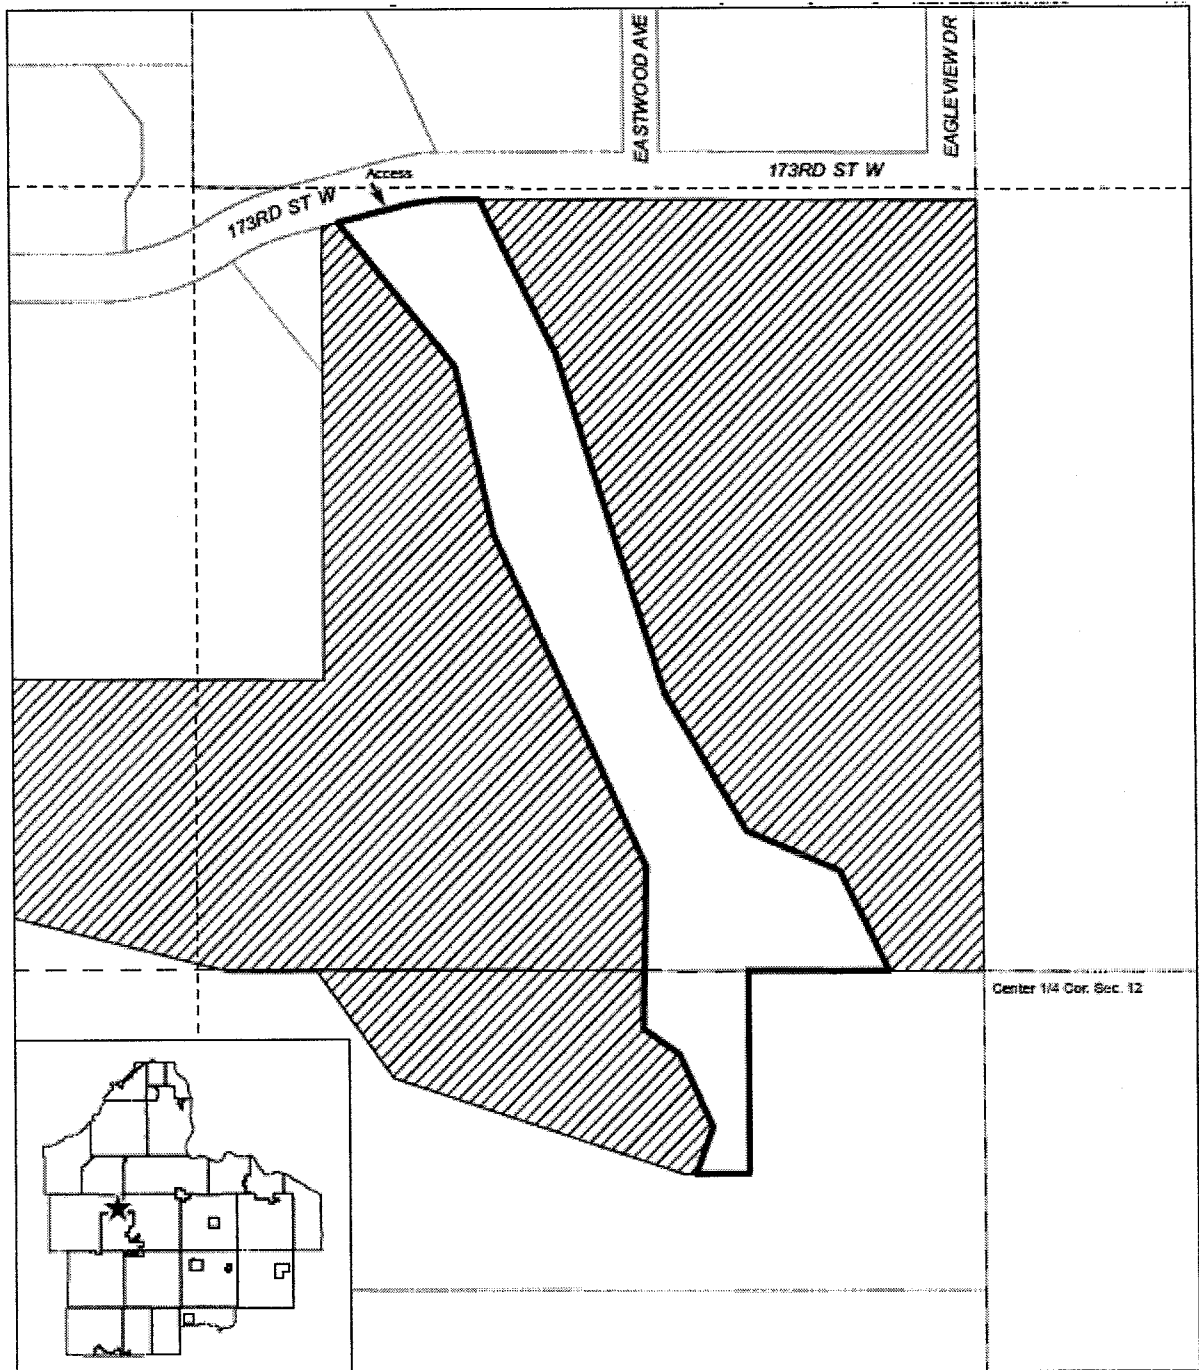 EASTWOOD AVE
EAGLEVIEW DR
173RD ST W
Access
173RD ST W
Center 1/4 Cor. Sec. 12